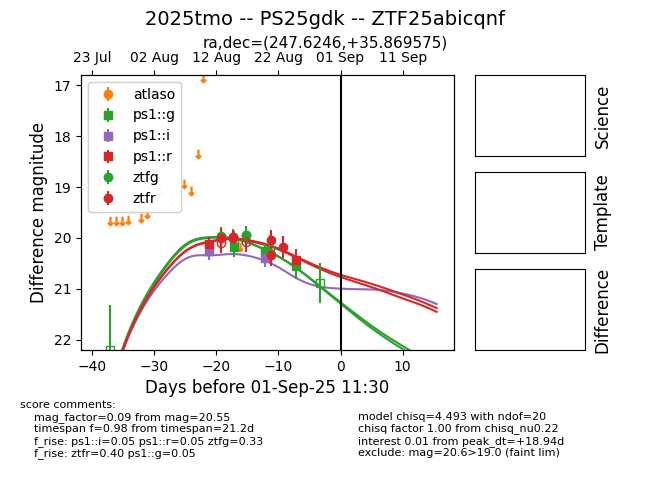 2025tmo -- PS25gdk -- ZTF25abicqnf
ra,dec=(247.6246,+35.869575)
23 Jul 02 Aug 12 Aug 22 Aug 01 Sep 11 Sep
17
18
19
20
21
22
Difference magnitude
atlaso
ps1::g
ps1::i
ps1::r
ztfg
ztfr
−40 −30 −20 −10 0 10
Days before 01-Sep-25 11:30
Science
Template
Difference
score comments:
mag_factor=0.09 from mag=20.55
timespan f=0.98 from timespan=21.2d
f_rise: ps1::i=0.05 ps1::r=0.05 ztfg=0.33
f_rise: ztfr=0.40 ps1::g=0.05
model chisq=4.493 with ndof=20
chisq factor 1.00 from chisq_nu0.22
interest 0.01 from peak_dt=+18.94d
exclude: mag=20.6>19.0 (faint lim)